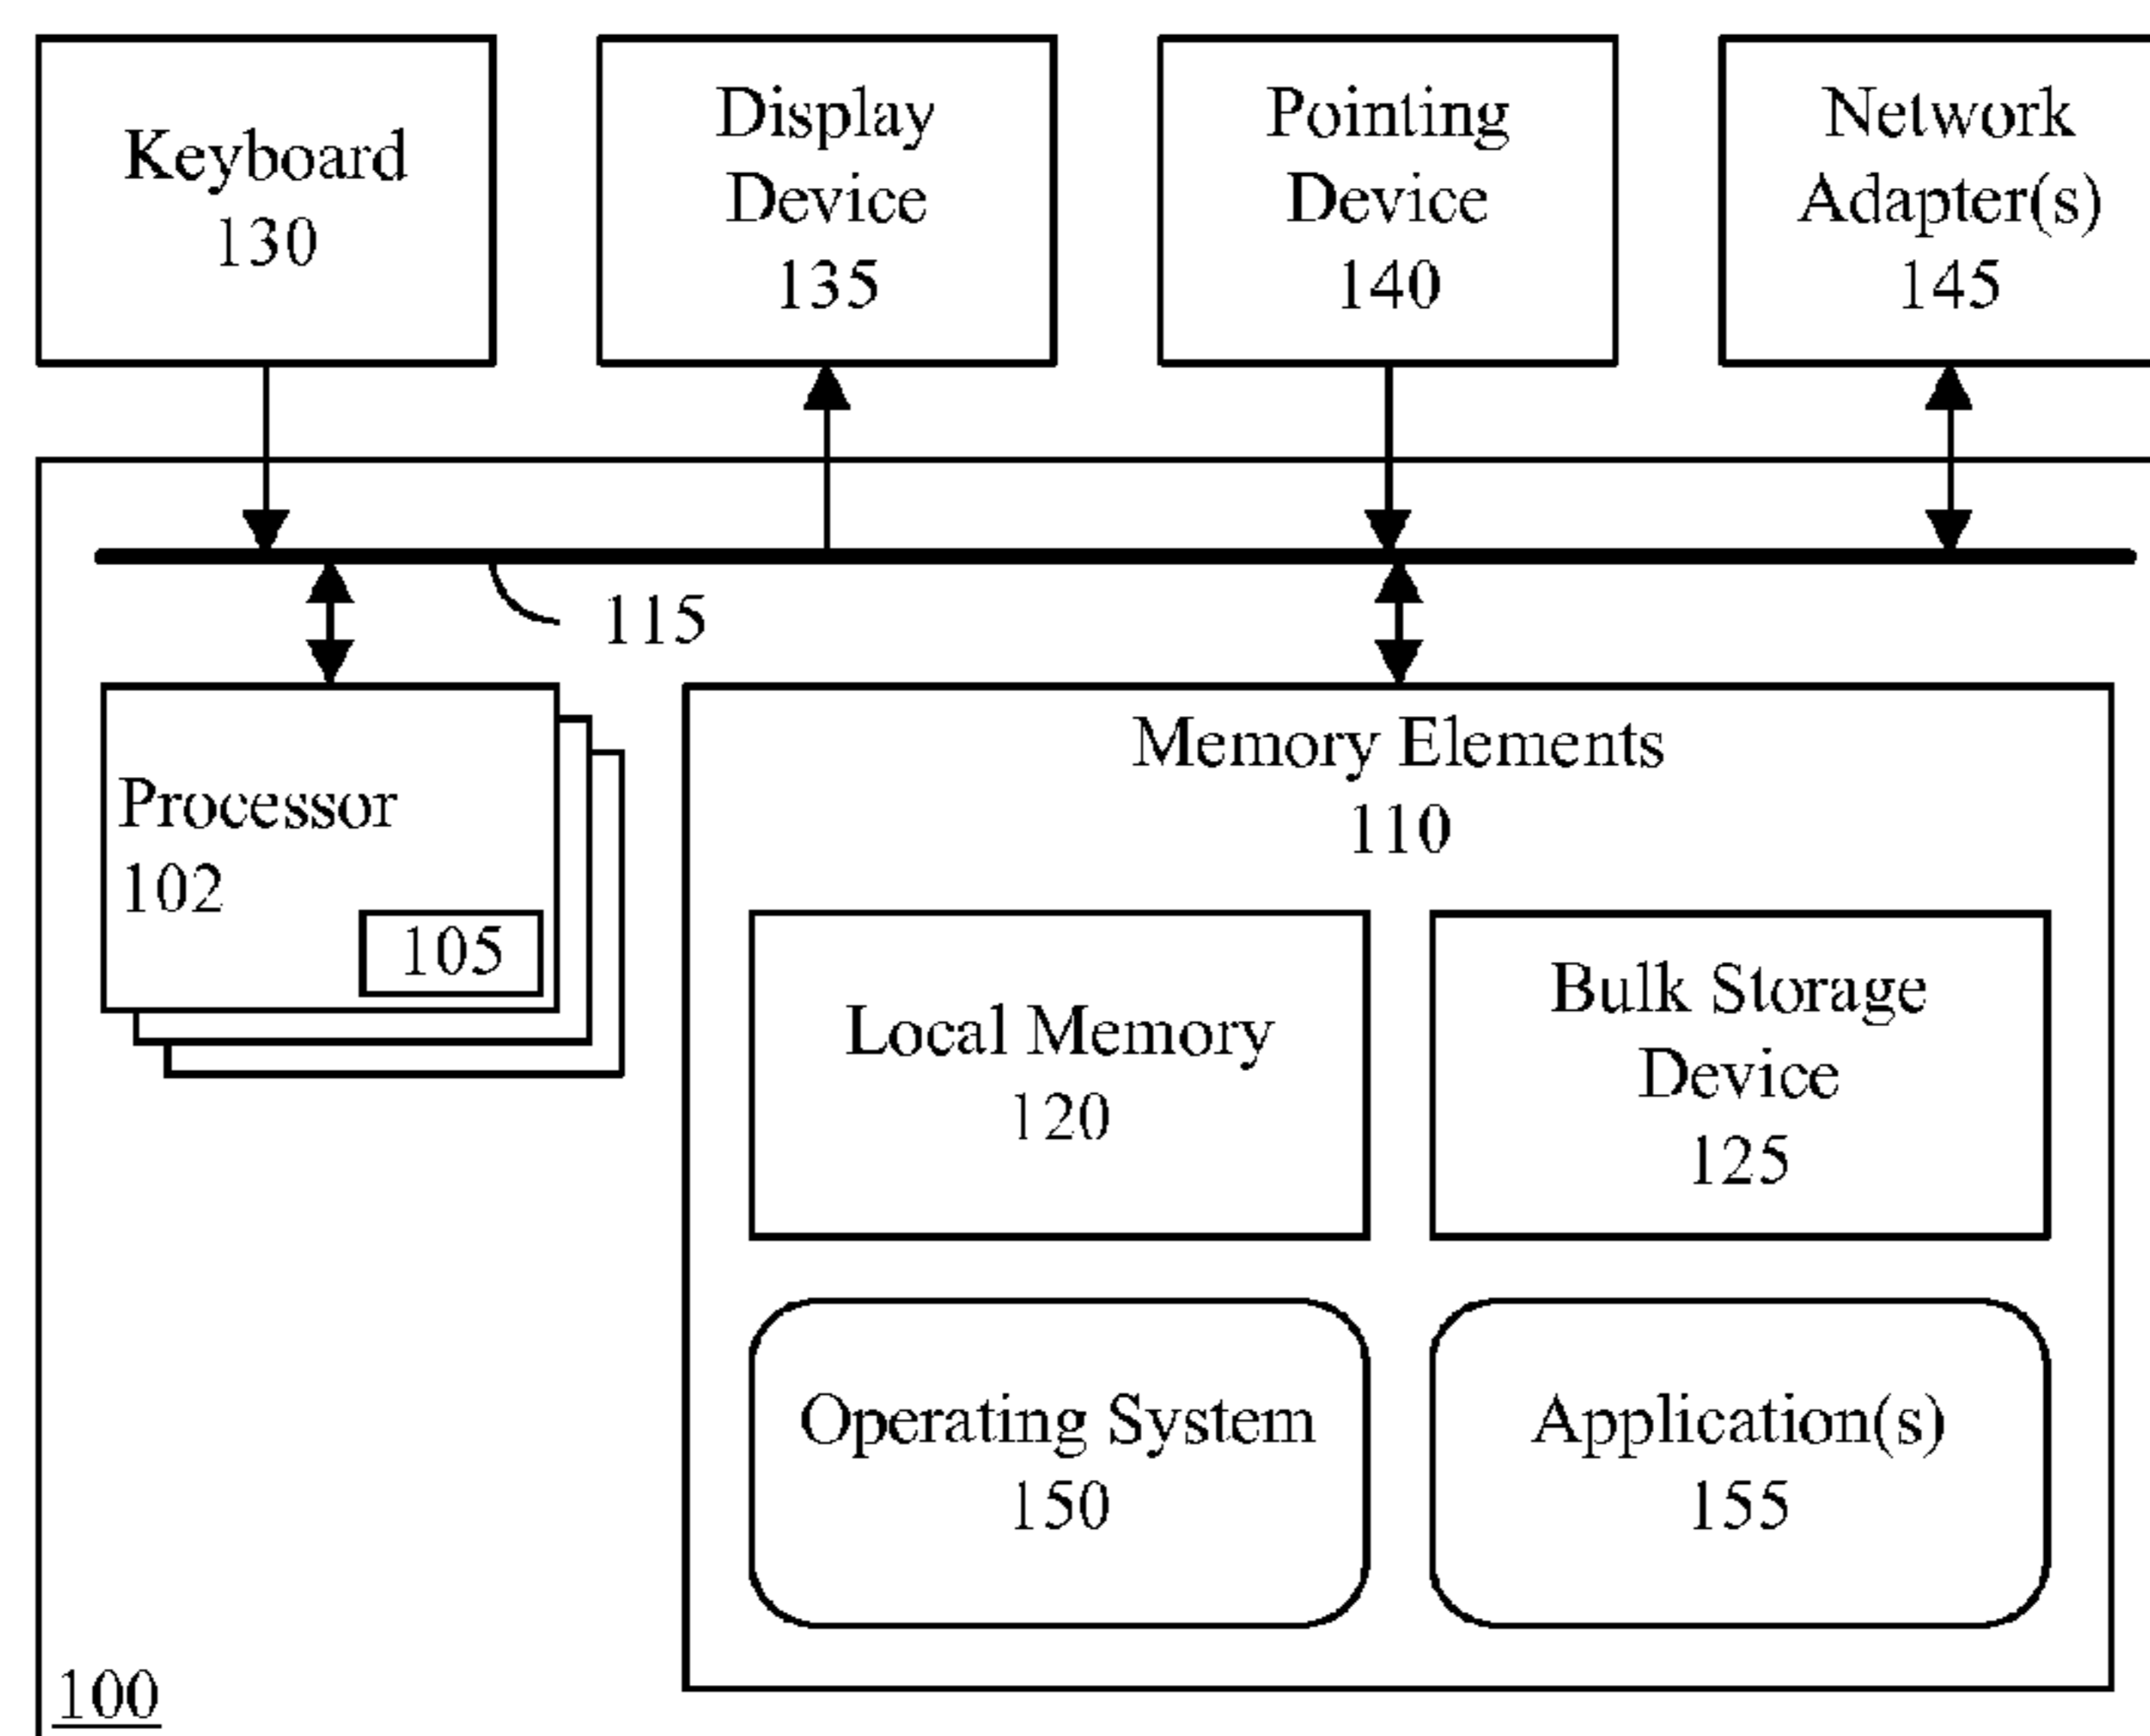 Keyboard
130
Display
Device
135
Pointing
Device
140
Network
Adapter(s)
145
115
Processor
102
105
Memory Elements
110
Local Memory
120
Bulk Storage
Device
125
Operating System
150
Application(s)
155
100